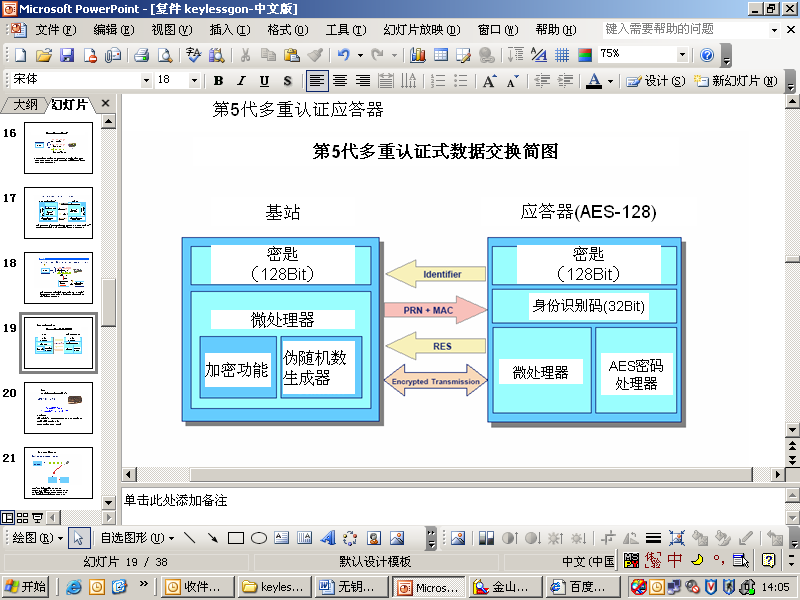 Microsoft PowerPoint - [复件 keylessgon-中文版]
文件(F) 编辑(E) 视图(V) 插入(I) 格式(O) 工具(T) 幻灯片放映(D) 窗口(W) 帮助(H) 键入需要帮助的问题
75%
宋体 18 B I U S 设计(S) 新幻灯片(N)
大纲 幻灯片
16
17
18
19
20
21
第5代多重认证应答器
第5代多重认证式数据交换简图
基站
应答器(AES-128)
密匙
(128Bit)
微处理器
加密功能
伪随机数
生成器
Identifier
PRN + MAC
RES
Encrypted Transmission
密匙
(128Bit)
身份识别码(32Bit)
微处理器
AES密码
处理器
单击此处添加备注
绘图(R) 自选图形(U)
幻灯片 19 / 38 默认设计模板 中文(中国
开始 收件... keyles... 无钥... Micros... 金山... 百度... 14:05